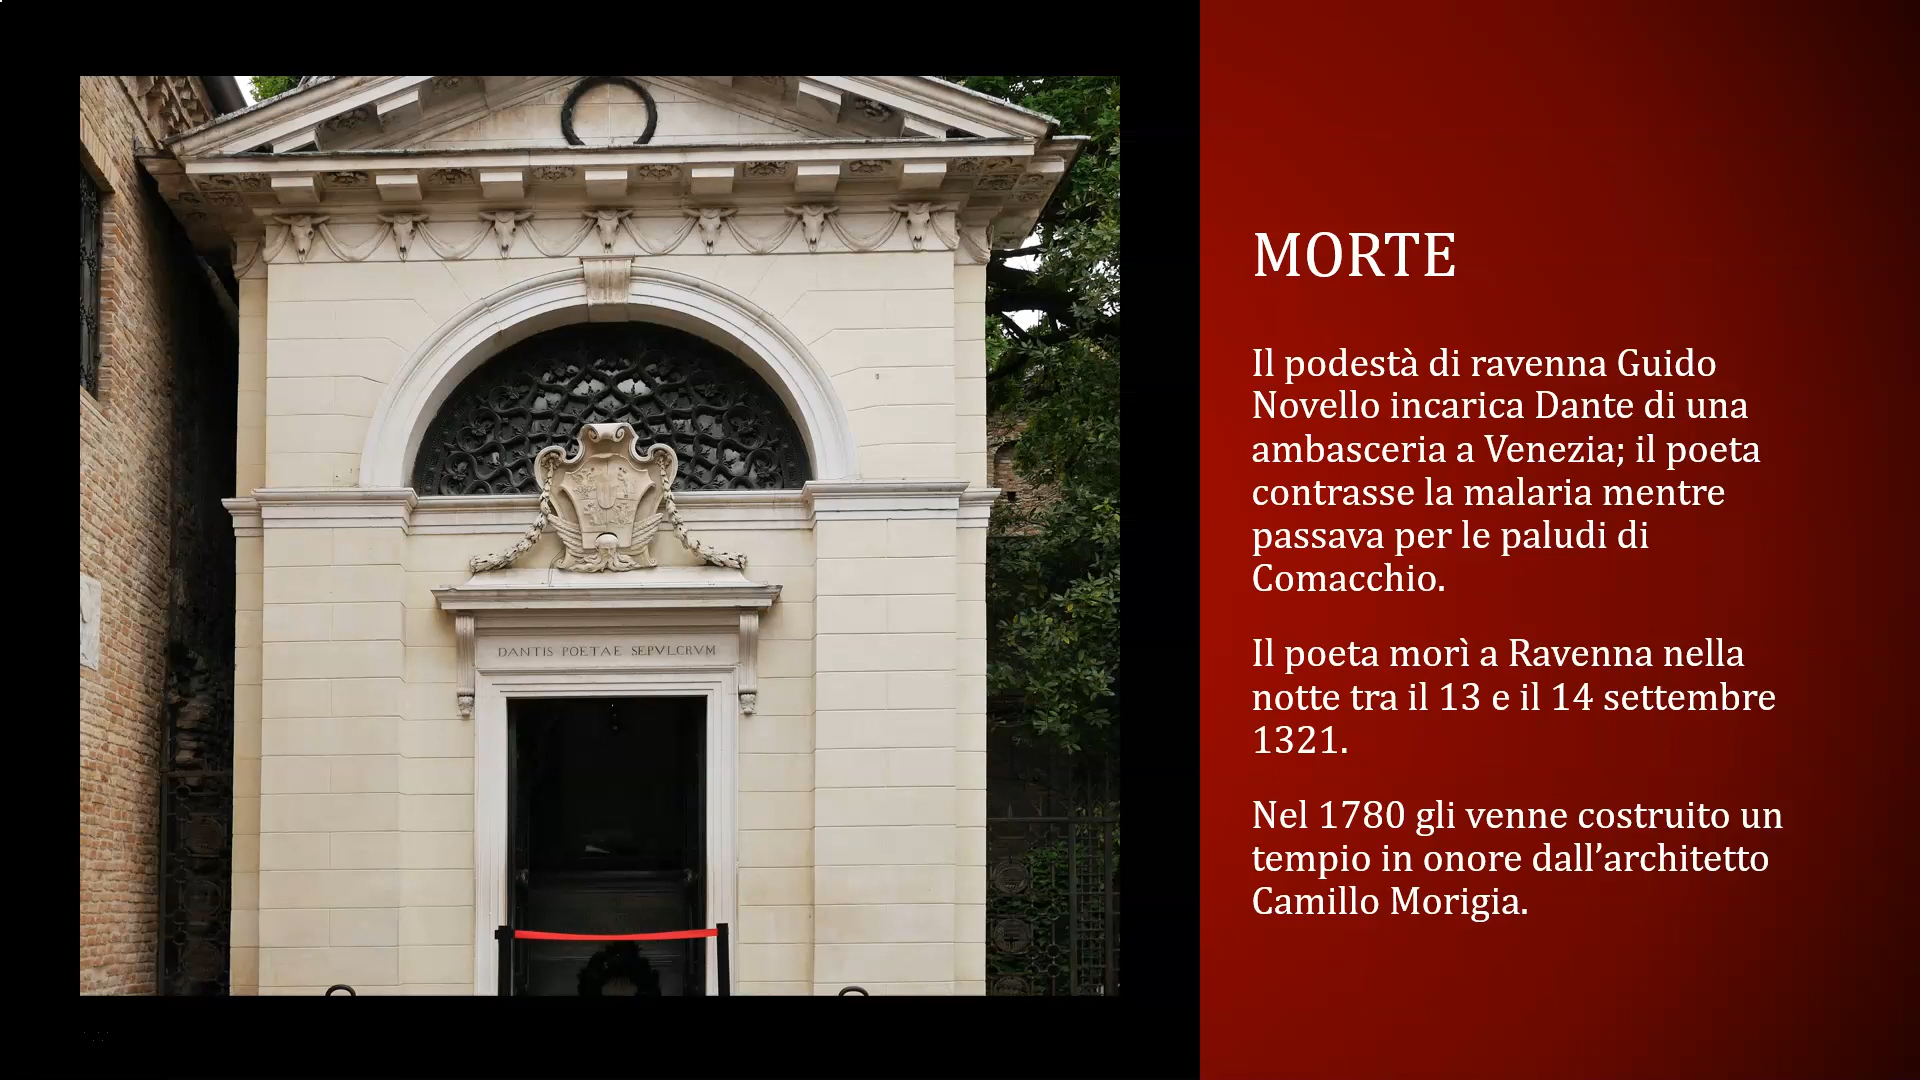 DANTIS POETAE SEPVLCRVM
MORTE
Il podestà di ravenna Guido
Novello incarica Dante di una
ambasceria a Venezia; il poeta
contrasse la malaria mentre
passava per le paludi di
Comacchio.
Il poeta morì a Ravenna nella
notte tra il 13 e il 14 settembre
1321.
Nel 1780 gli venne costruito un
tempio in onore dall’architetto
Camillo Morigia.